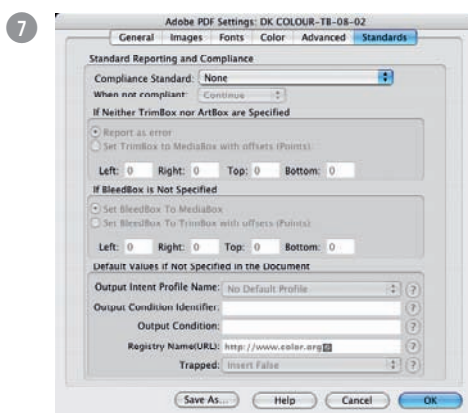 7
Adobe PDF Settings: DK COLOUR-TB-08-02
General Images Fonts Color Advanced Standards
Standard Reporting and Compliance
Compliance Standard: None
When not compliant: Continue
If Neither TrimBox nor ArtBox are Specified
Report as error
Set TrimBox to MediaBox with offsets (Points)
Left: 0 Right: 0 Top: 0 Bottom: 0
If BleedBox is Not Specified
Set BleedBox To MediaBox
Set BleedBox To TrimBox with offsets (Points)
Left: 0 Right: 0 Top: 0 Bottom: 0
Default Values if Not Specified in the Document
Output Intent Profile Name: No Default Profile ?
Output Condition Identifier: ?
Output Condition: ?
Registry Name(URL): http://www.color.org ?
Trapped: Insert False ?
Save As... Help Cancel OK